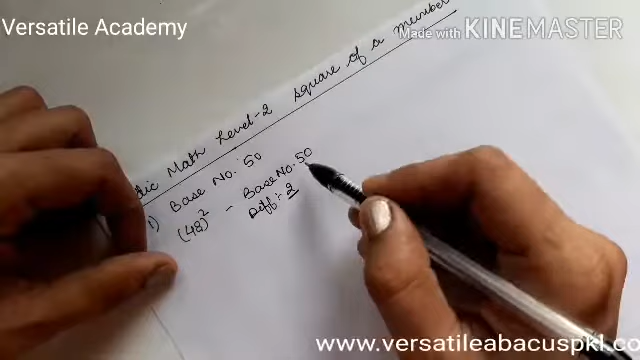 Versatile Academy
Made with KINEMASTER
dic Math Level-2 Square of a number
1) Base No. 50
(48)² - Base No. 50
Diff :- 2
www.versatileabacuspkl.co